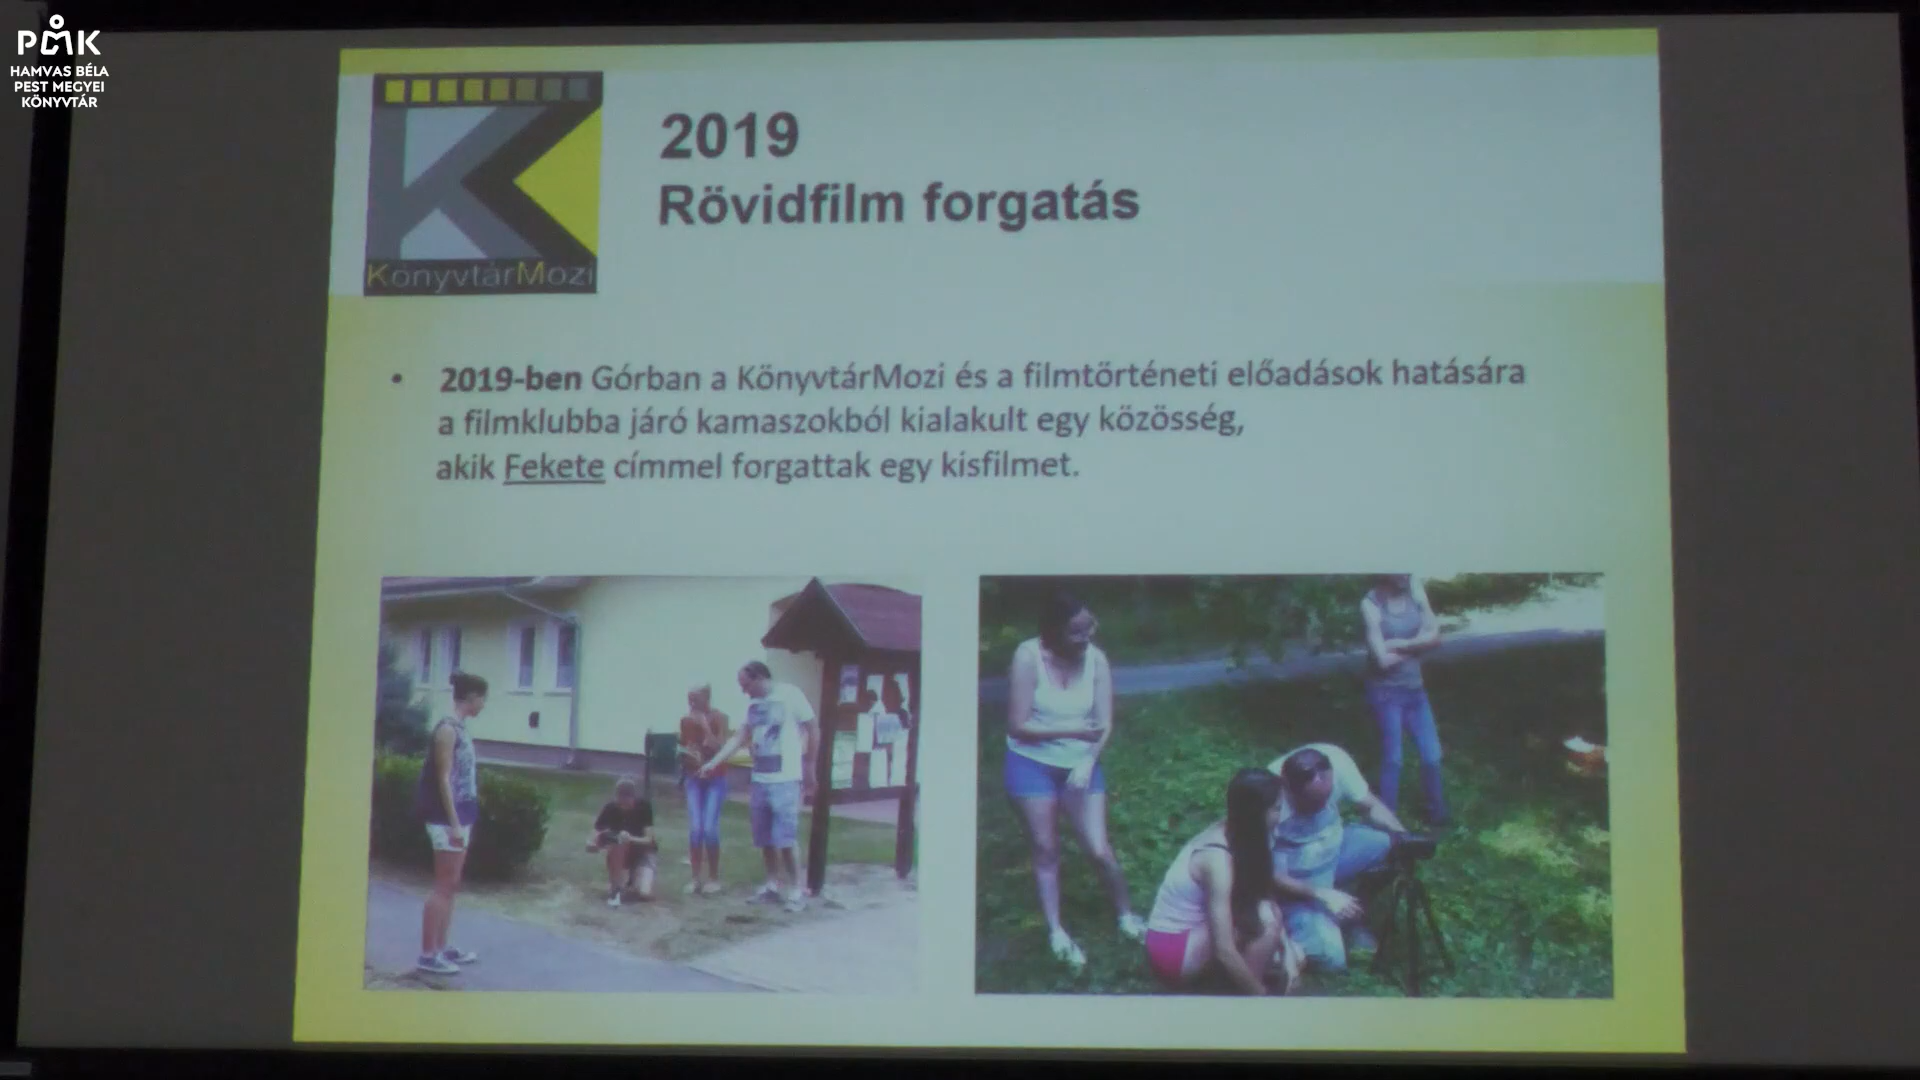 PMK
HAMVAS BÉLA
PEST MEGYEI
KÖNYVTÁR
2019
Rövidfilm forgatás
KönyvtárMozi
• 2019-ben Górban a KönyvtárMozi és a filmtörténeti előadások hatására
a filmklubba járó kamaszokból kialakult egy közösség,
akik Fekete címmel forgattak egy kisfilmet.